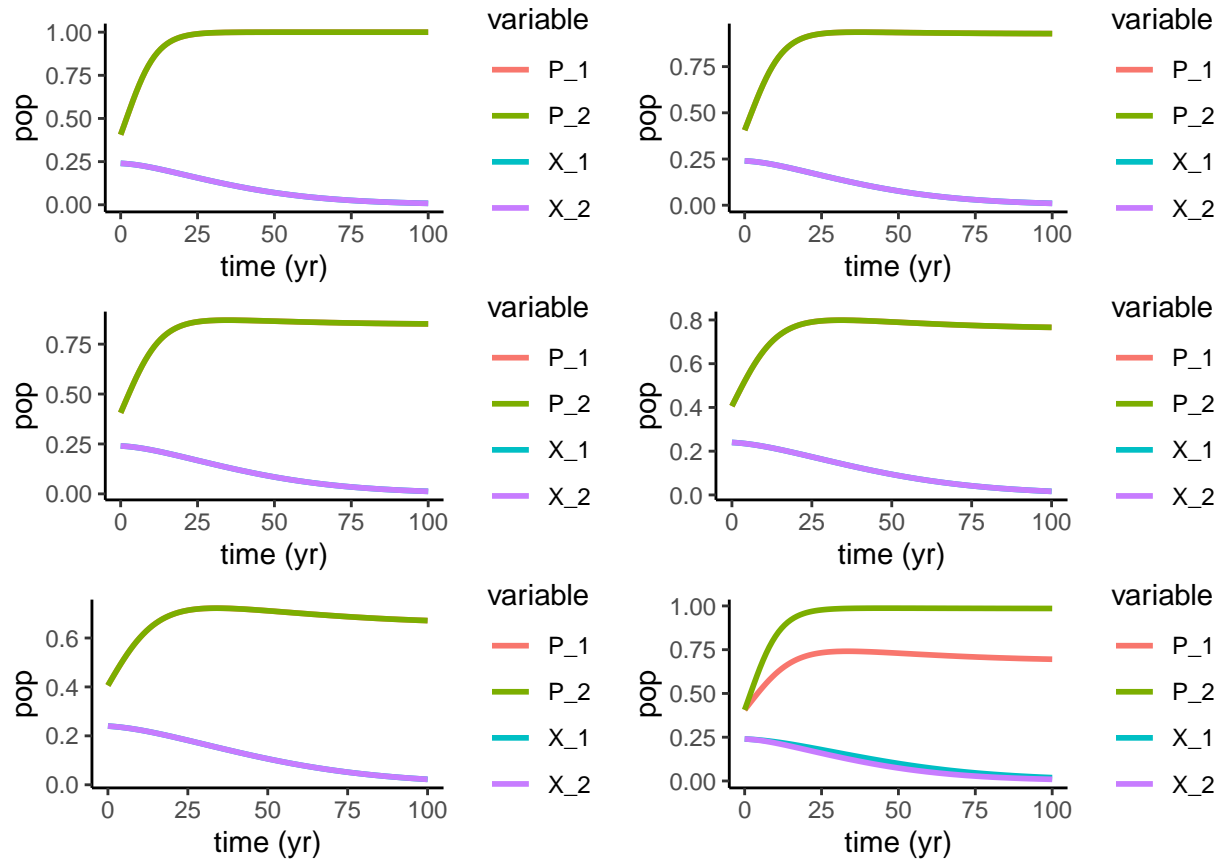 variable
pop
1.00
0.75
0.50
0.25
0.00
0 25 50 75 100
time (yr)
P_1
P_2
X_1
X_2
variable
pop
0.75
0.50
0.25
0.00
0 25 50 75 100
time (yr)
P_1
P_2
X_1
X_2
variable
pop
0.75
0.50
0.25
0.00
0 25 50 75 100
time (yr)
P_1
P_2
X_1
X_2
variable
pop
0.8
0.6
0.4
0.2
0.0
0 25 50 75 100
time (yr)
P_1
P_2
X_1
X_2
variable
pop
0.6
0.4
0.2
0.0
0 25 50 75 100
time (yr)
P_1
P_2
X_1
X_2
variable
pop
1.00
0.75
0.50
0.25
0.00
0 25 50 75 100
time (yr)
P_1
P_2
X_1
X_2